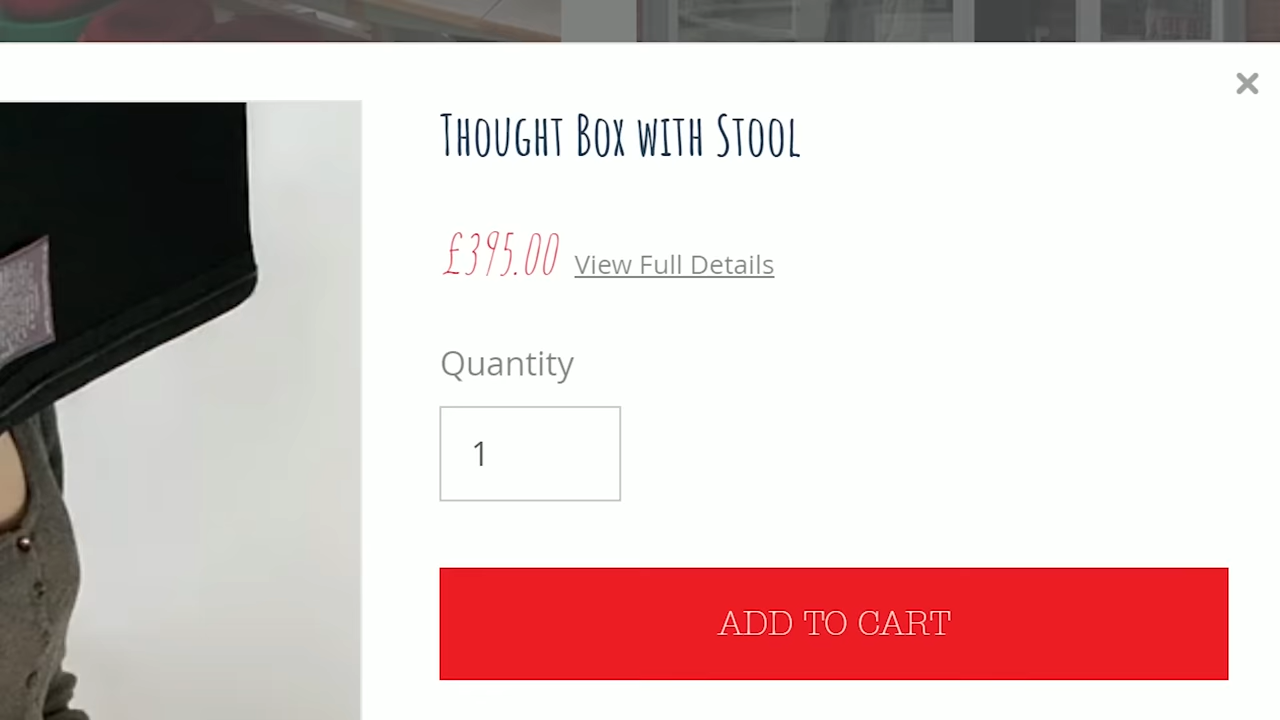 Thought Box with Stool
£395.00 View Full Details
Quantity
1
ADD TO CART